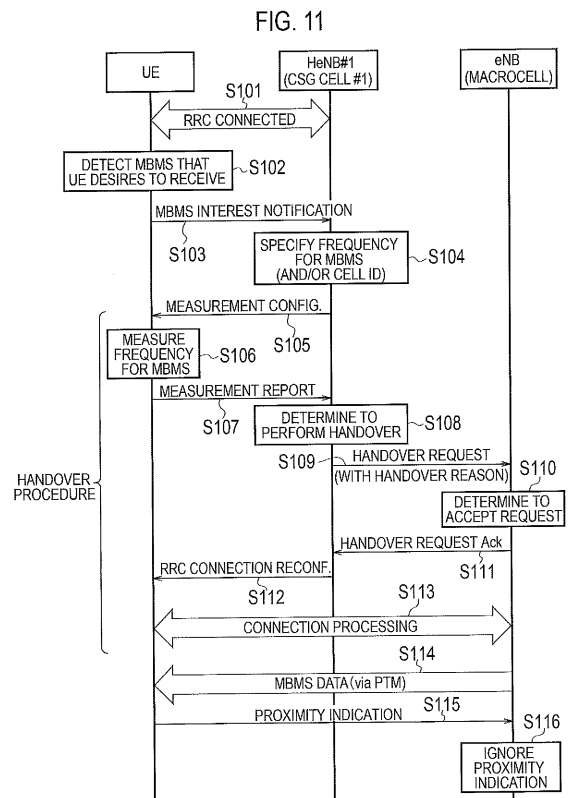 FIG. 11
UE
HeNB#1
(CSG CELL #1)
eNB
(MACROCELL)
S101
RRC CONNECTED
DETECT MBMS THAT
UE DESIRES TO RECEIVE
S102
MBMS INTEREST NOTIFICATION
S103
SPECIFY FREQUENCY
FOR MBMS
(AND/OR CELL ID)
S104
MEASUREMENT CONFIG.
S105
MEASURE
FREQUENCY
FOR MBMS
S106
MEASUREMENT REPORT
S107
DETERMINE TO
PERFORM HANDOVER
S108
HANDOVER
PROCEDURE
S109
HANDOVER REQUEST
(WITH HANDOVER REASON)
S110
DETERMINE TO
ACCEPT REQUEST
HANDOVER REQUEST Ack
S111
RRC CONNECTION RECONF.
S112
S113
CONNECTION PROCESSING
S114
MBMS DATA (via PTM)
PROXIMITY INDICATION
S115
S116
IGNORE
PROXIMITY
INDICATION